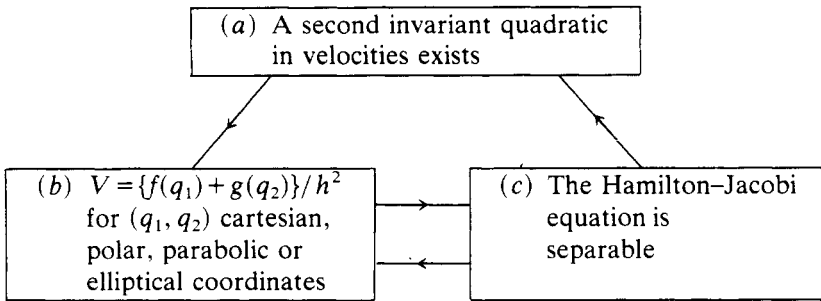 (a) A second invariant quadratic
in velocities exists
(b) V = {f(q₁) + g(q₂)}/h²
for (q₁, q₂) cartesian,
polar, parabolic or
elliptical coordinates
(c) The Hamilton–Jacobi
equation is
separable